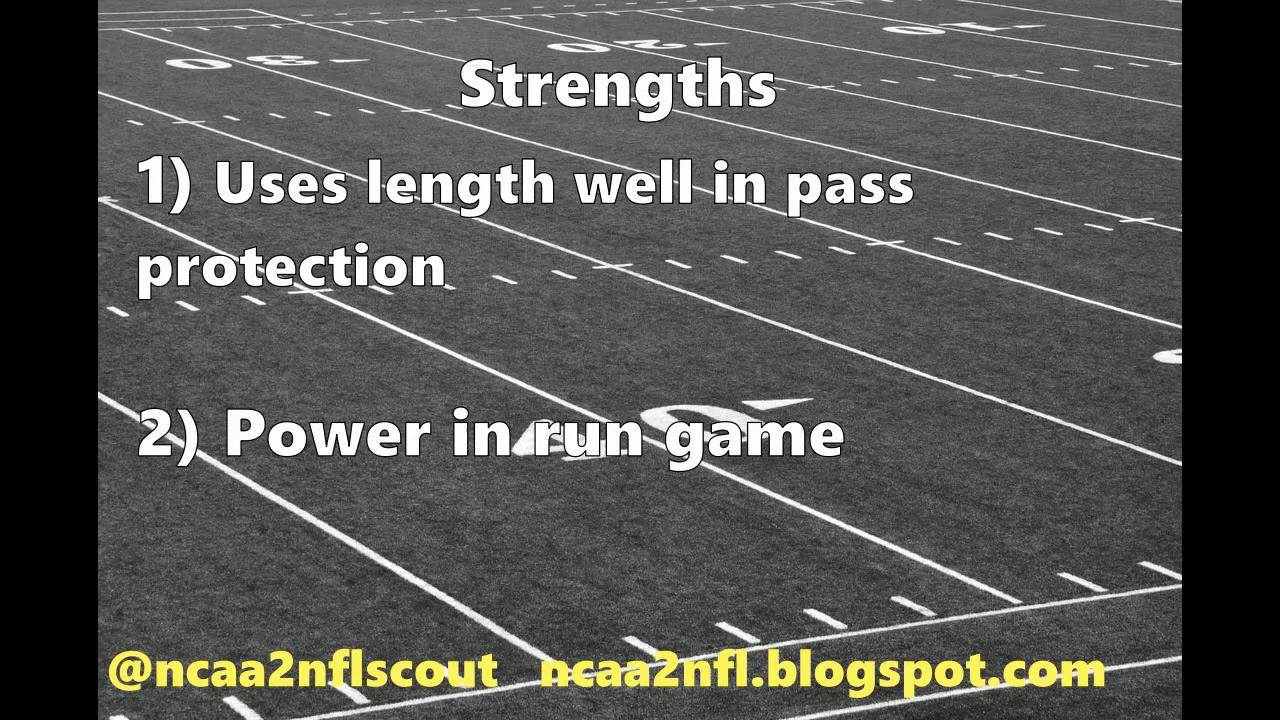 Strengths
1) Uses length well in pass
protection
2) Power in run game
@ncaa2nflscout ncaa2nfl.blogspot.com